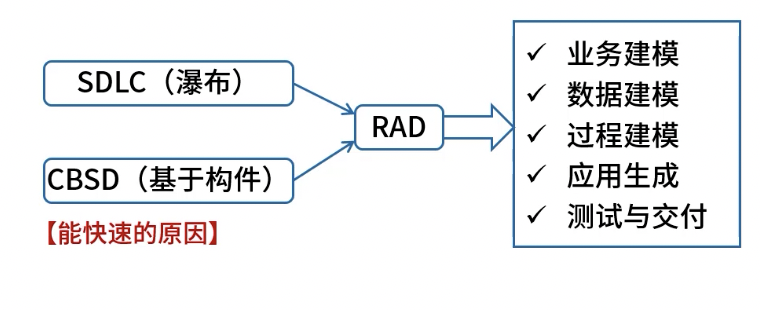 SDLC（瀑布）
CBSD（基于构件）
【能快速的原因】
RAD
✓ 业务建模
✓ 数据建模
✓ 过程建模
✓ 应用生成
✓ 测试与交付